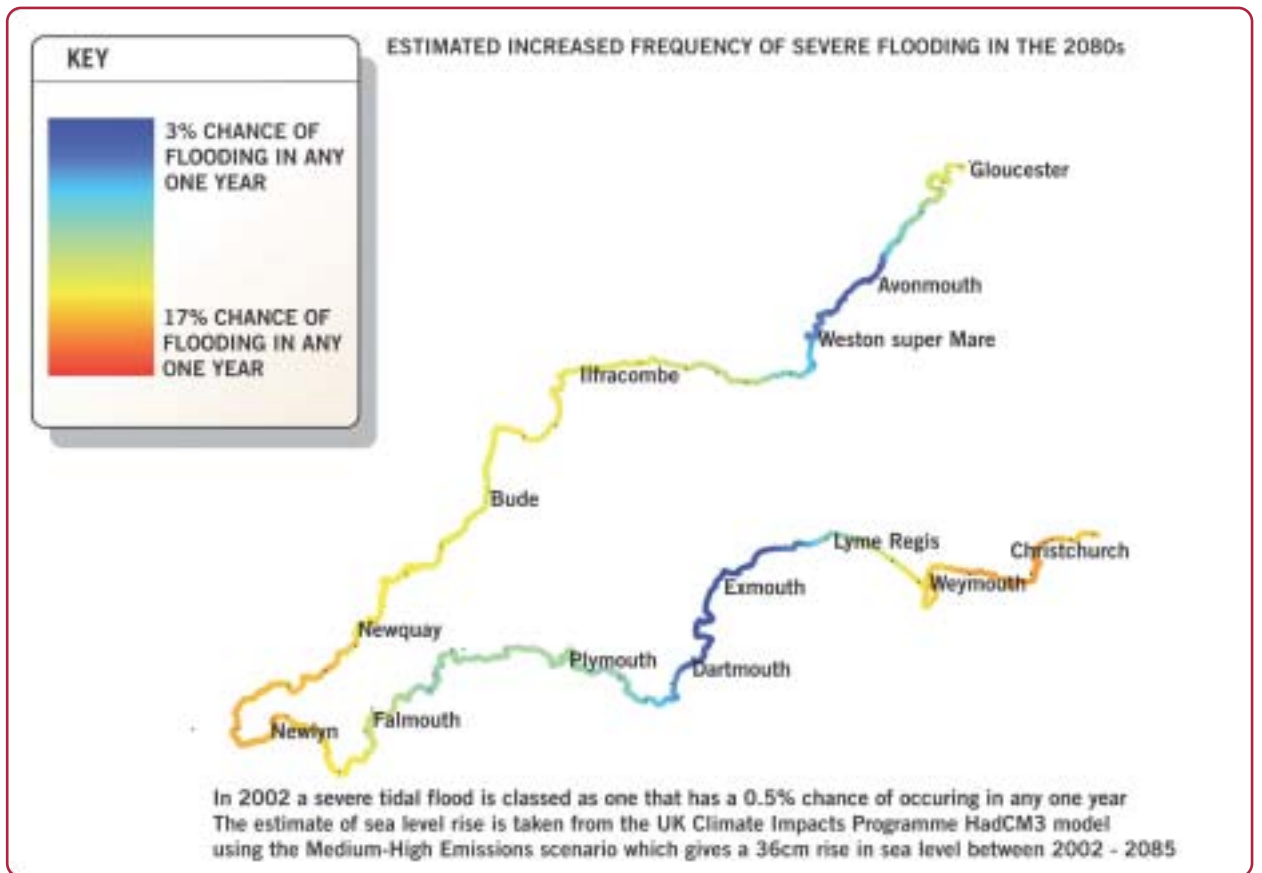 KEY
3% CHANCE OF
FLOODING IN ANY
ONE YEAR
17% CHANCE OF
FLOODING IN ANY
ONE YEAR
ESTIMATED INCREASED FREQUENCY OF SEVERE FLOODING IN THE 2080s
Gloucester
Avonmouth
Weston super Mare
Ilfracombe
Bude
Lyme Regis
Christchurch
Weymouth
Exmouth
Newquay
Plymouth
Dartmouth
Falmouth
Newlyn
In 2002 a severe tidal flood is classed as one that has a 0.5% chance of occuring in any one year
The estimate of sea level rise is taken from the UK Climate Impacts Programme HadCM3 model
using the Medium-High Emissions scenario which gives a 36cm rise in sea level between 2002 - 2085